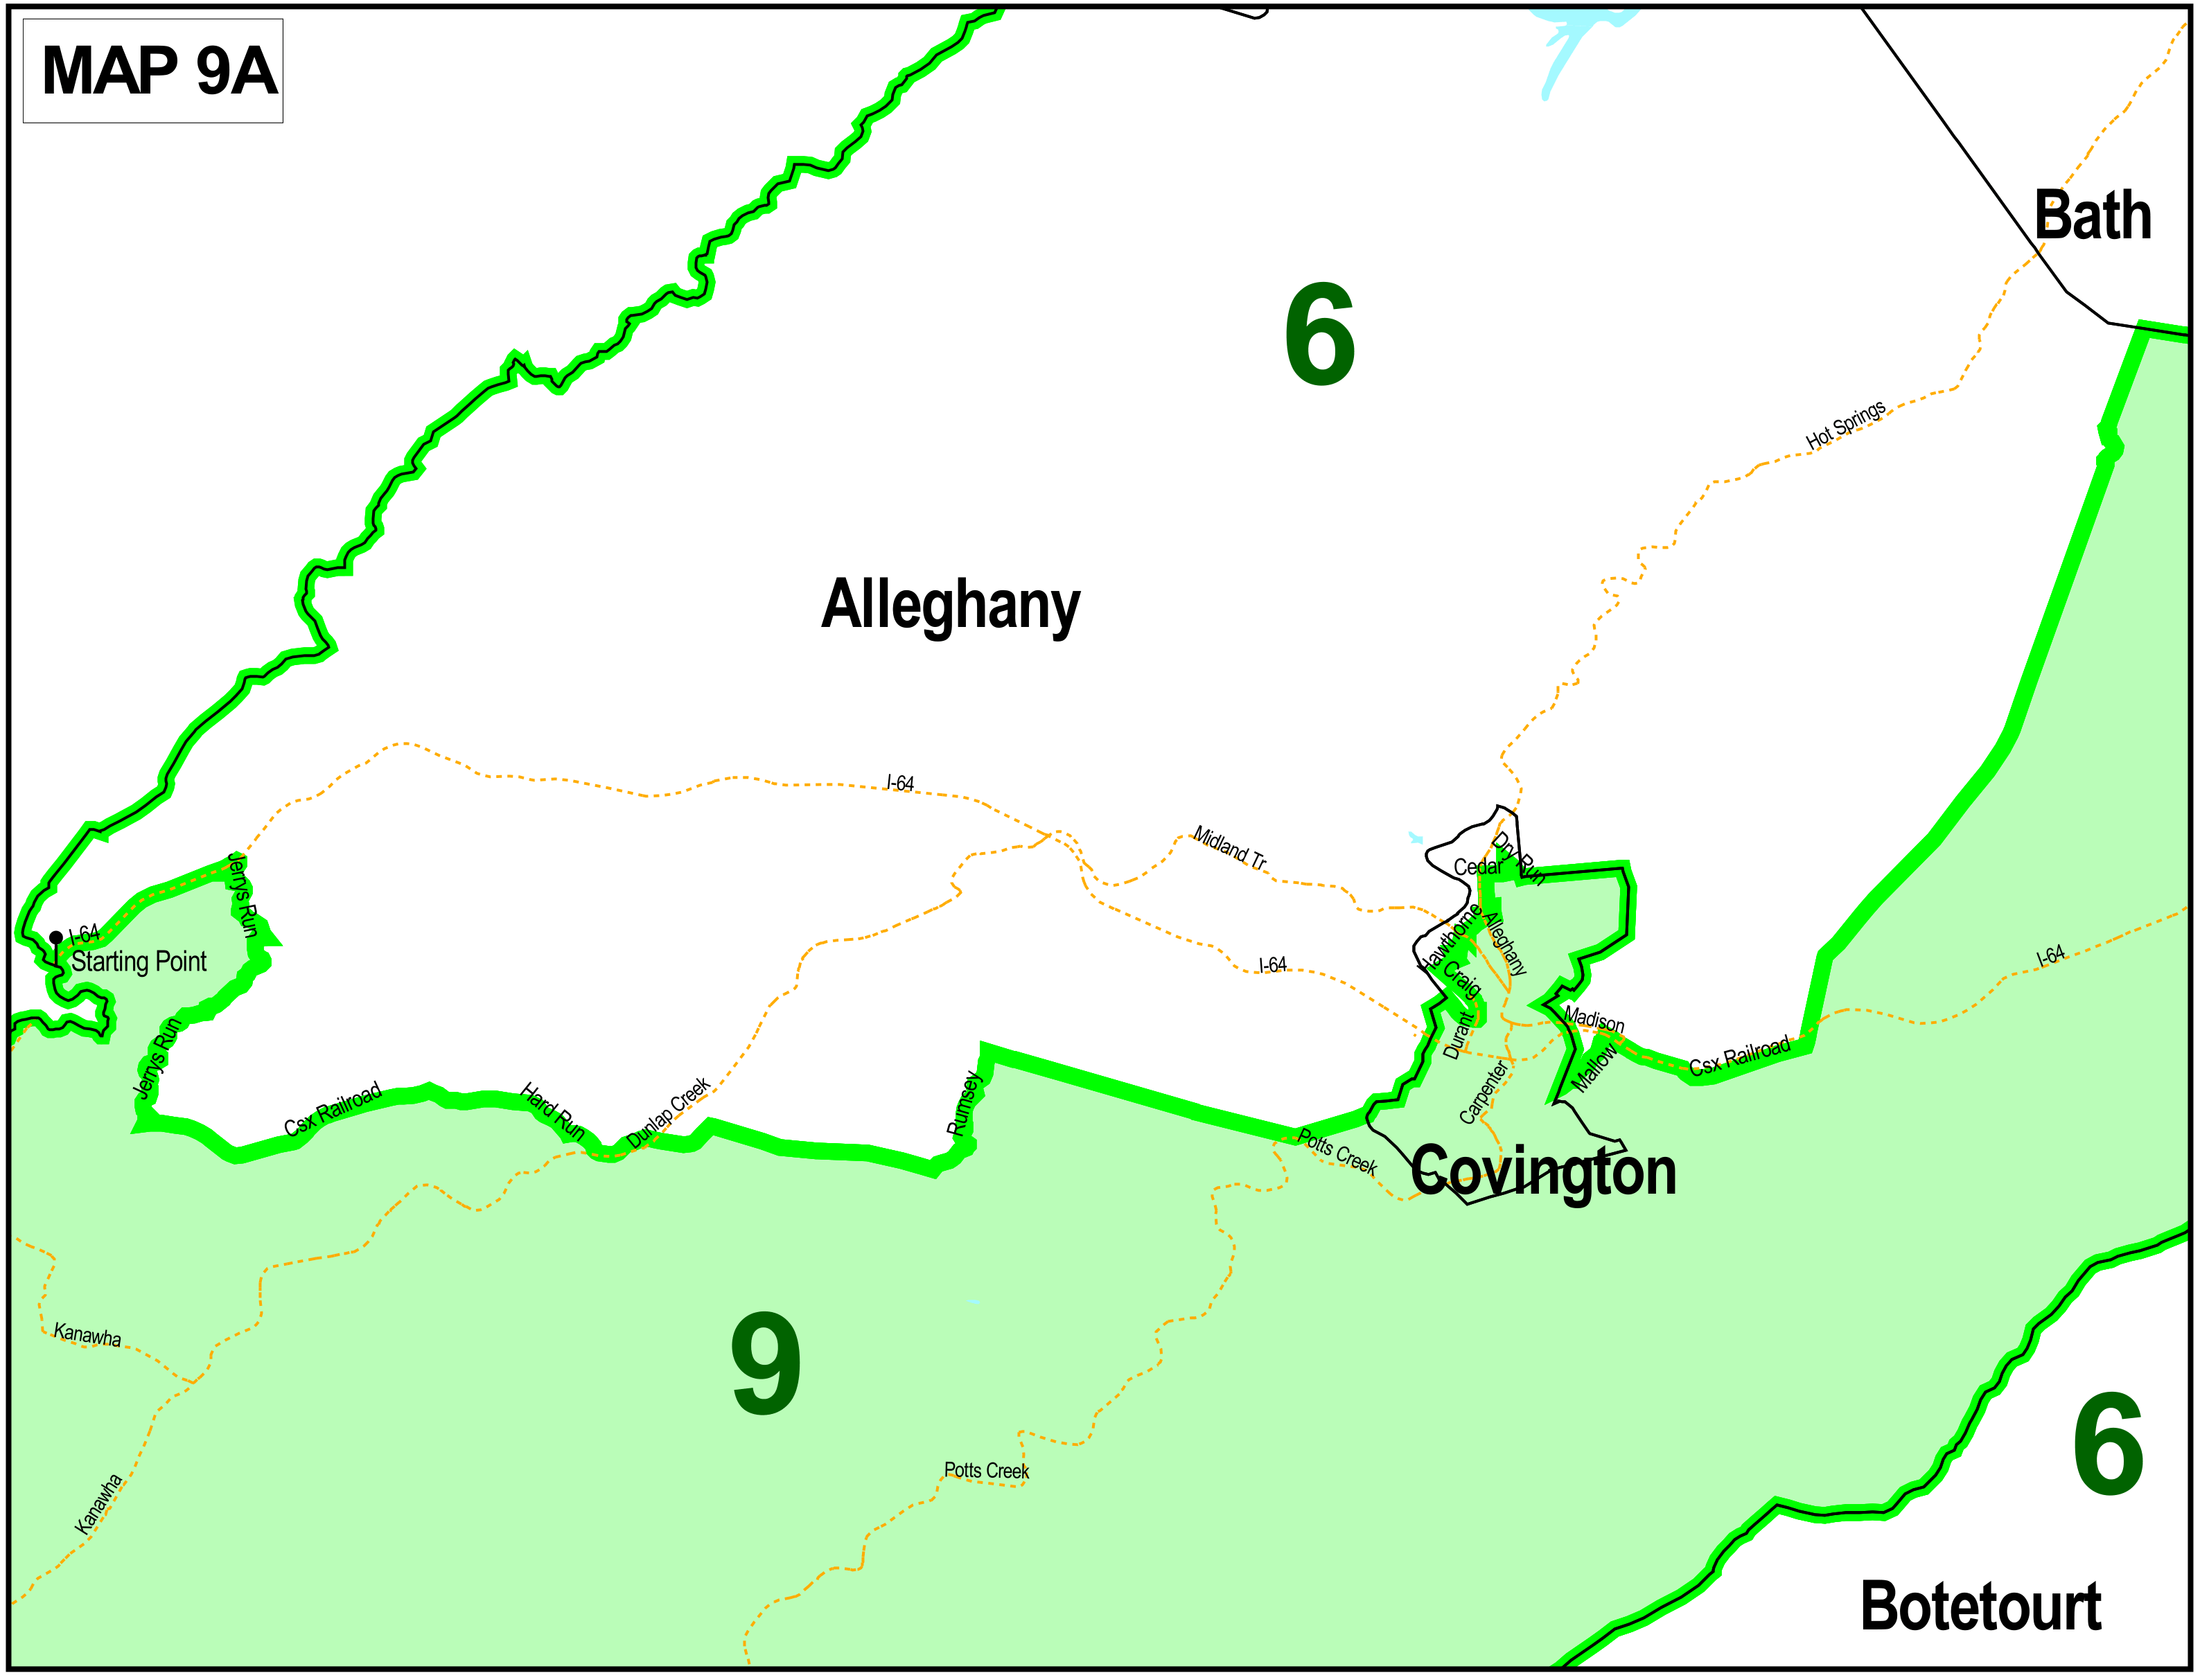 MAP 9A
Bath
6
Hot Springs
Alleghany
I-64
Midland Tr
Dry Run
Cedar
Jerrys Run
Hawthorne
Alleghany
I-64
Starting Point
I-64
Craig
I-64
Jerrys Run
Durant
Madison
Mallow
Csx Railroad
Csx Railroad
Hard Run
Dunlap Creek
Rumsey
Carpenter
Potts Creek
Covington
Kanawha
9
6
Kanawha
Potts Creek
Botetourt